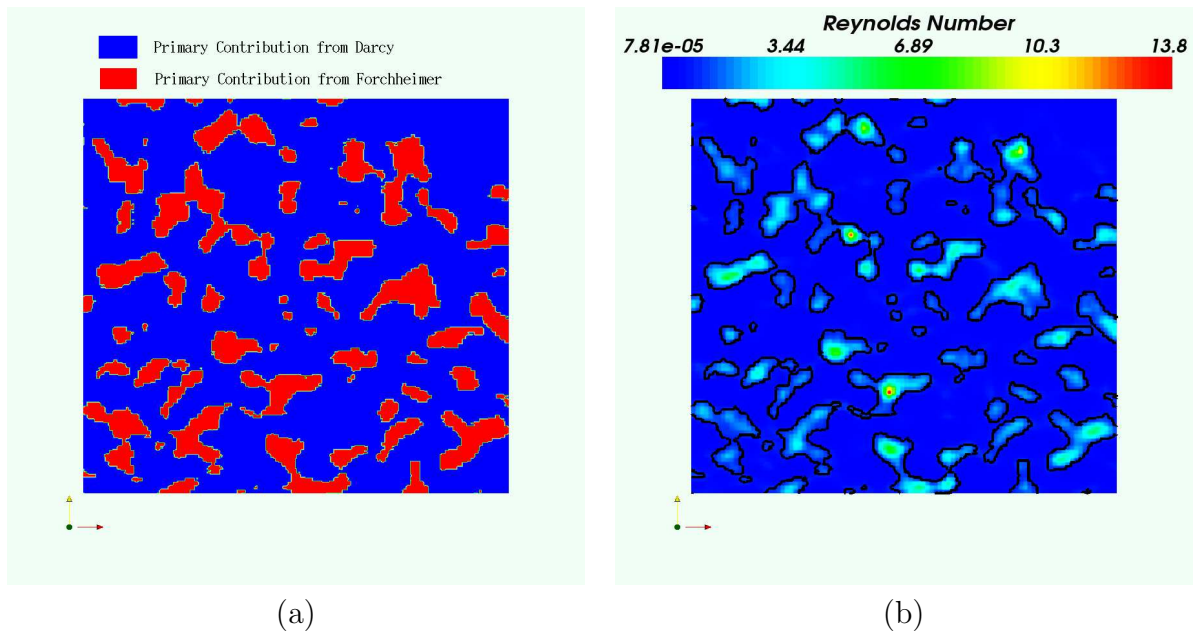 Primary Contribution from Darcy
Primary Contribution from Forchheimer
(a)
Reynolds Number
7.81e-05 3.44 6.89 10.3 13.8
(b)